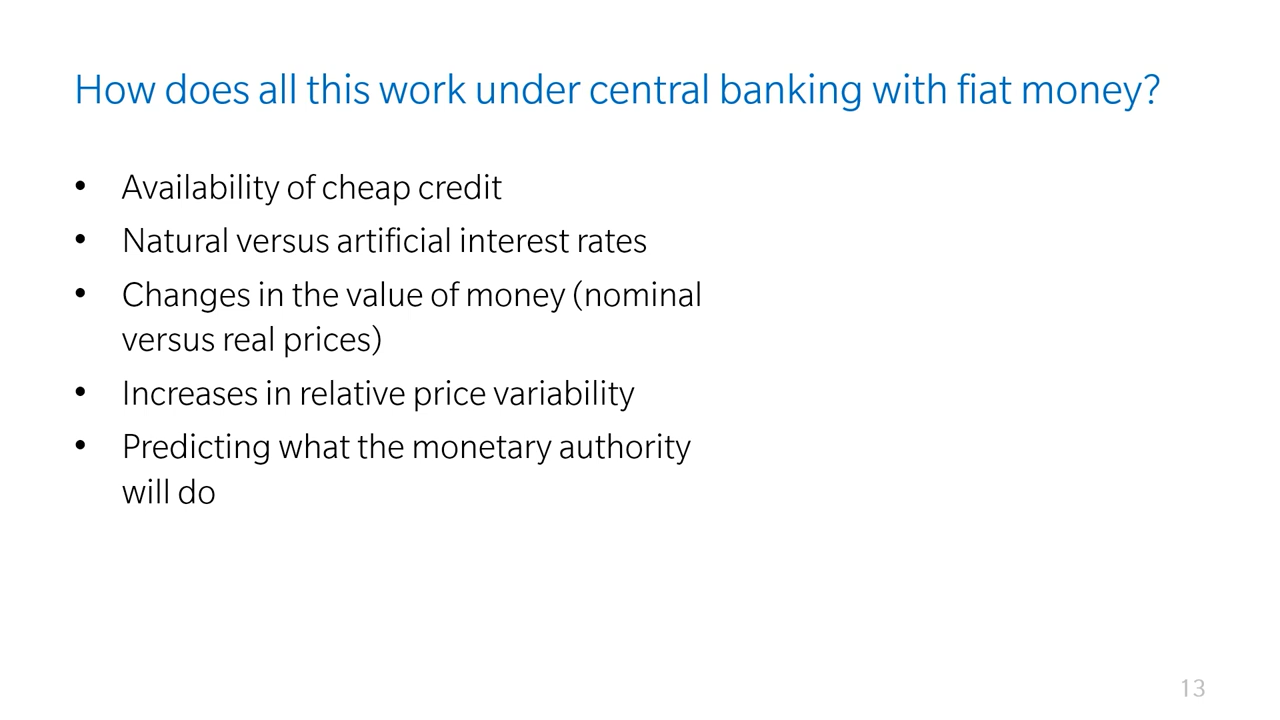 How does all this work under central banking with fiat money?
• Availability of cheap credit
• Natural versus artificial interest rates
• Changes in the value of money (nominal
versus real prices)
• Increases in relative price variability
• Predicting what the monetary authority
will do
13